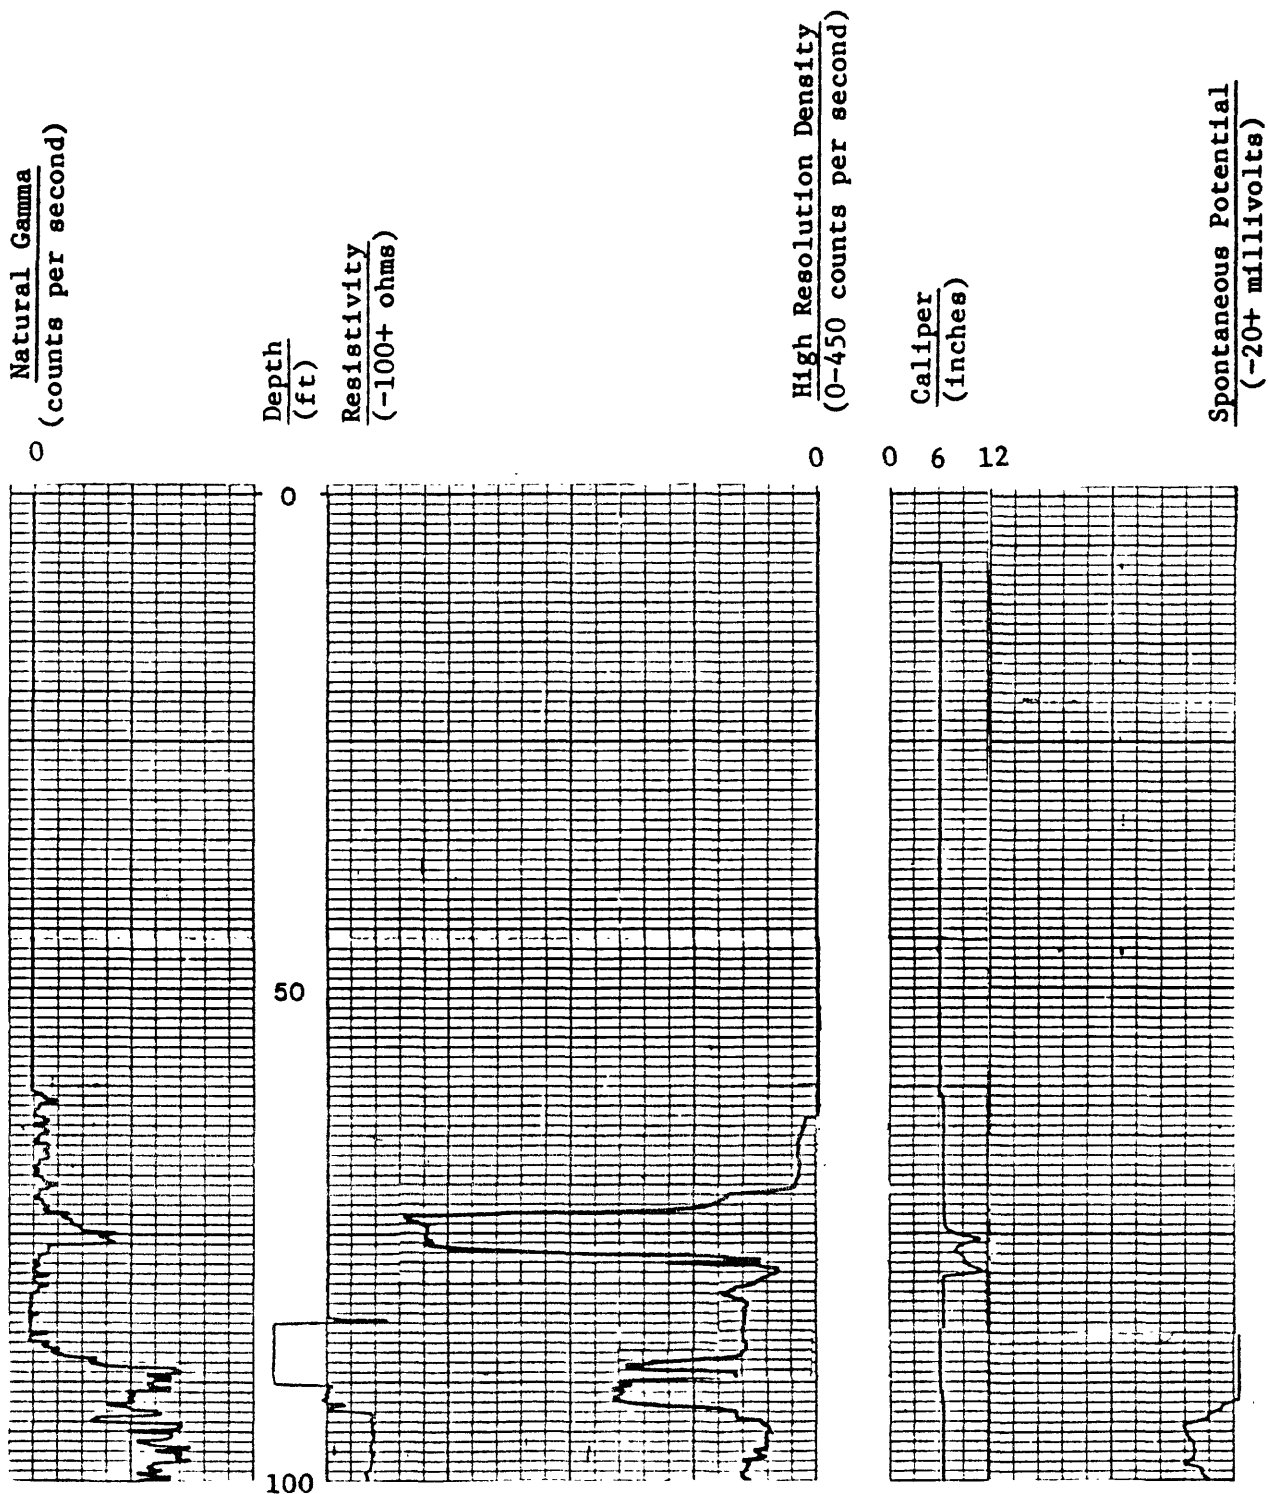 Natural Gamma
(counts per second)
0
Depth
(ft)
Resistivity
(-100+ ohms)
High Resolution Density
(0-450 counts per second)
0
Caliper
(inches)
0 6 12
Spontaneous Potential
(-20+ millivolts)
0
50
100